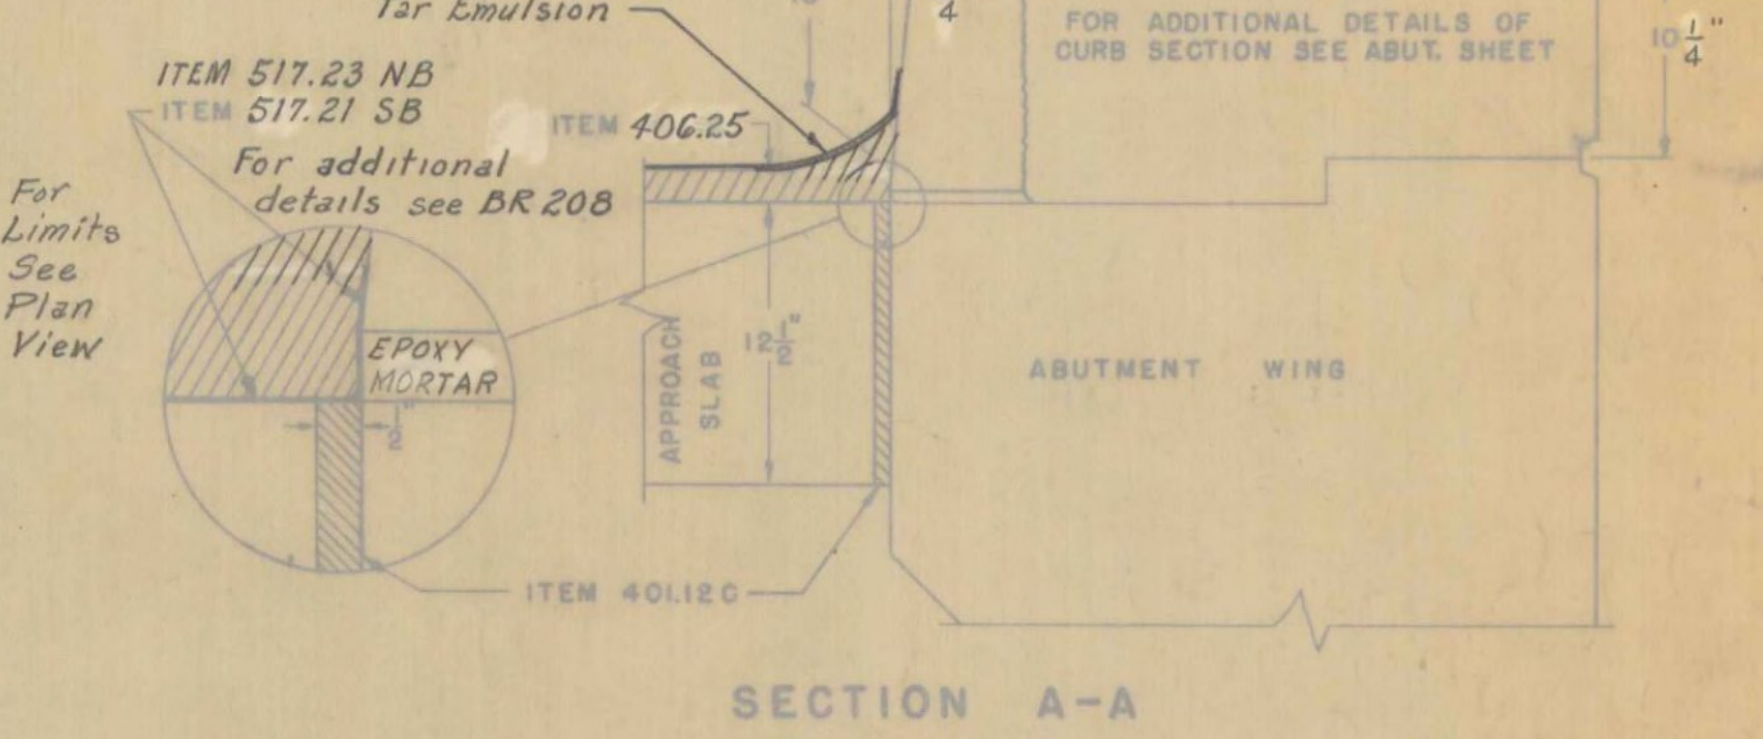 Tar Emulsion
4
FOR ADDITIONAL DETAILS OF
CURB SECTION SEE ABUT. SHEET
10 1/4"
ITEM 517.23 NB
ITEM 517.21 SB
ITEM 406.25
For additional
details see BR 208
For
Limits
See
Plan
View
EPOXY
MORTAR
1/2"
APPROACH
SLAB
12 1/2"
ABUTMENT WING
ITEM 401.12C
SECTION A-A